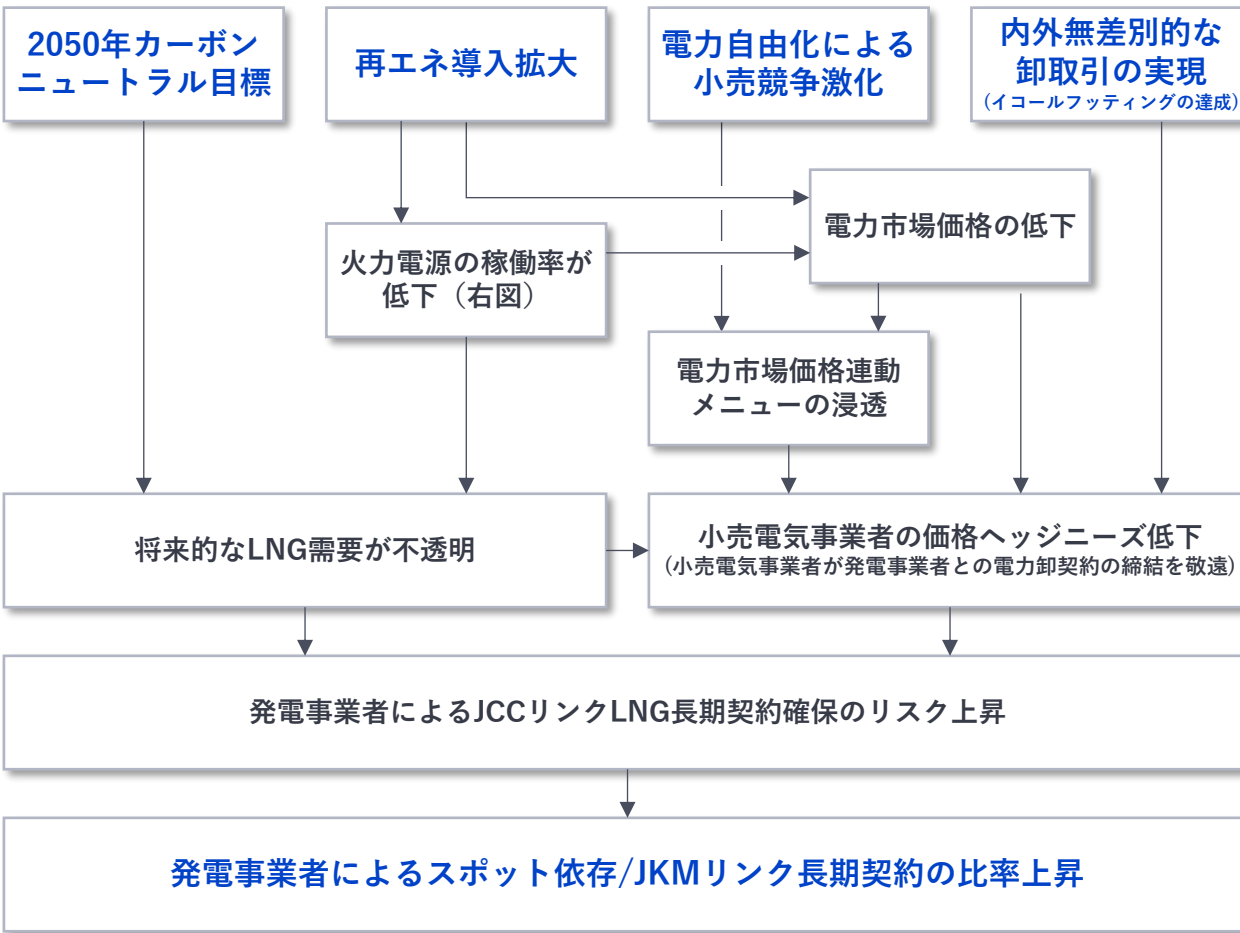 2050年カーボン
ニュートラル目標
再エネ導入拡大
電力自由化による
小売競争激化
内外無差別的な
卸取引の実現
(イコールフッティングの達成)
電力市場価格の低下
火力電源の稼働率が
低下（右図）
電力市場価格連動
メニューの浸透
将来的なLNG需要が不透明
小売電気事業者の価格ヘッジニーズ低下
(小売電気事業者が発電事業者との電力卸契約の締結を敬遠)
発電事業者によるJCCリンクLNG長期契約確保のリスク上昇
発電事業者によるスポット依存/JKMリンク長期契約の比率上昇